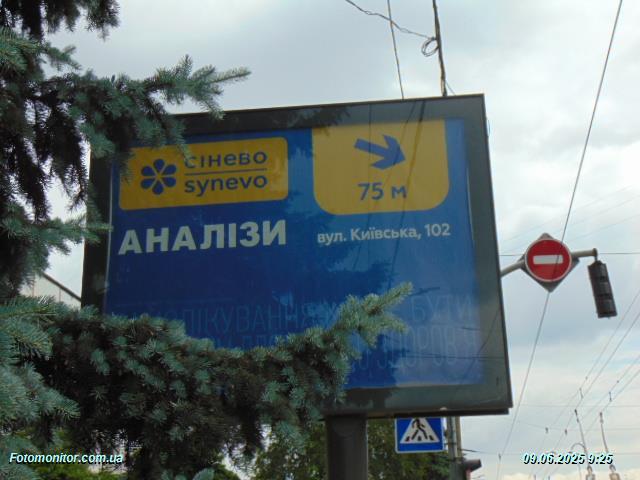 сінево
synevo
75 м
АНАЛІЗИ
вул. Київська, 102
Fotomonitor.com.ua
09.06.2025 9:25